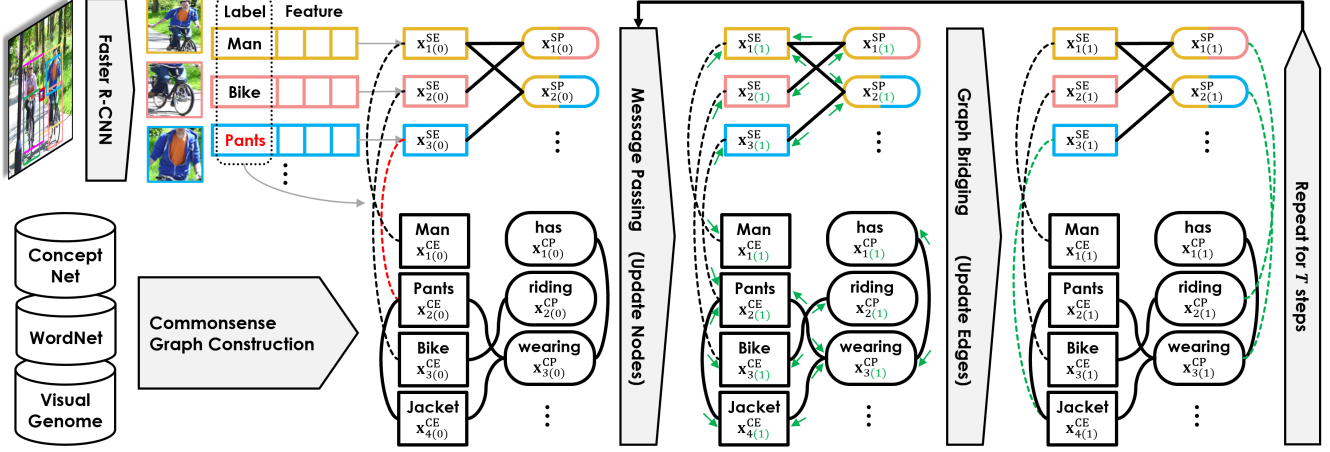 Faster R-CNN
Label Feature
Man
Bike
Pants
⋮
Concept
Net
WordNet
Visual
Genome
Commonsense
Graph Construction
x^SE_1(0) x^SP_1(0)
x^SE_2(0) x^SP_2(0)
x^SE_3(0) ⋮
Man has
x^CE_1(0) x^CP_1(0)
Pants riding
x^CE_2(0) x^CP_2(0)
Bike wearing
x^CE_3(0) x^CP_3(0)
Jacket ⋮
x^CE_4(0)
Message Passing (Update Nodes)
x^SE_1(1) x^SP_1(1)
x^SE_2(1) x^SP_2(1)
x^SE_3(1) ⋮
Man has
x^CE_1(1) x^CP_1(1)
Pants riding
x^CE_2(1) x^CP_2(1)
Bike wearing
x^CE_3(1) x^CP_3(1)
Jacket ⋮
x^CE_4(1)
Graph Bridging (Update Edges)
x^SE_1(1) x^SP_1(1)
x^SE_2(1) x^SP_2(1)
x^SE_3(1) ⋮
Man has
x^CE_1(1) x^CP_1(1)
Pants riding
x^CE_2(1) x^CP_2(1)
Bike wearing
x^CE_3(1) x^CP_3(1)
Jacket ⋮
x^CE_4(1)
Repeat for T steps